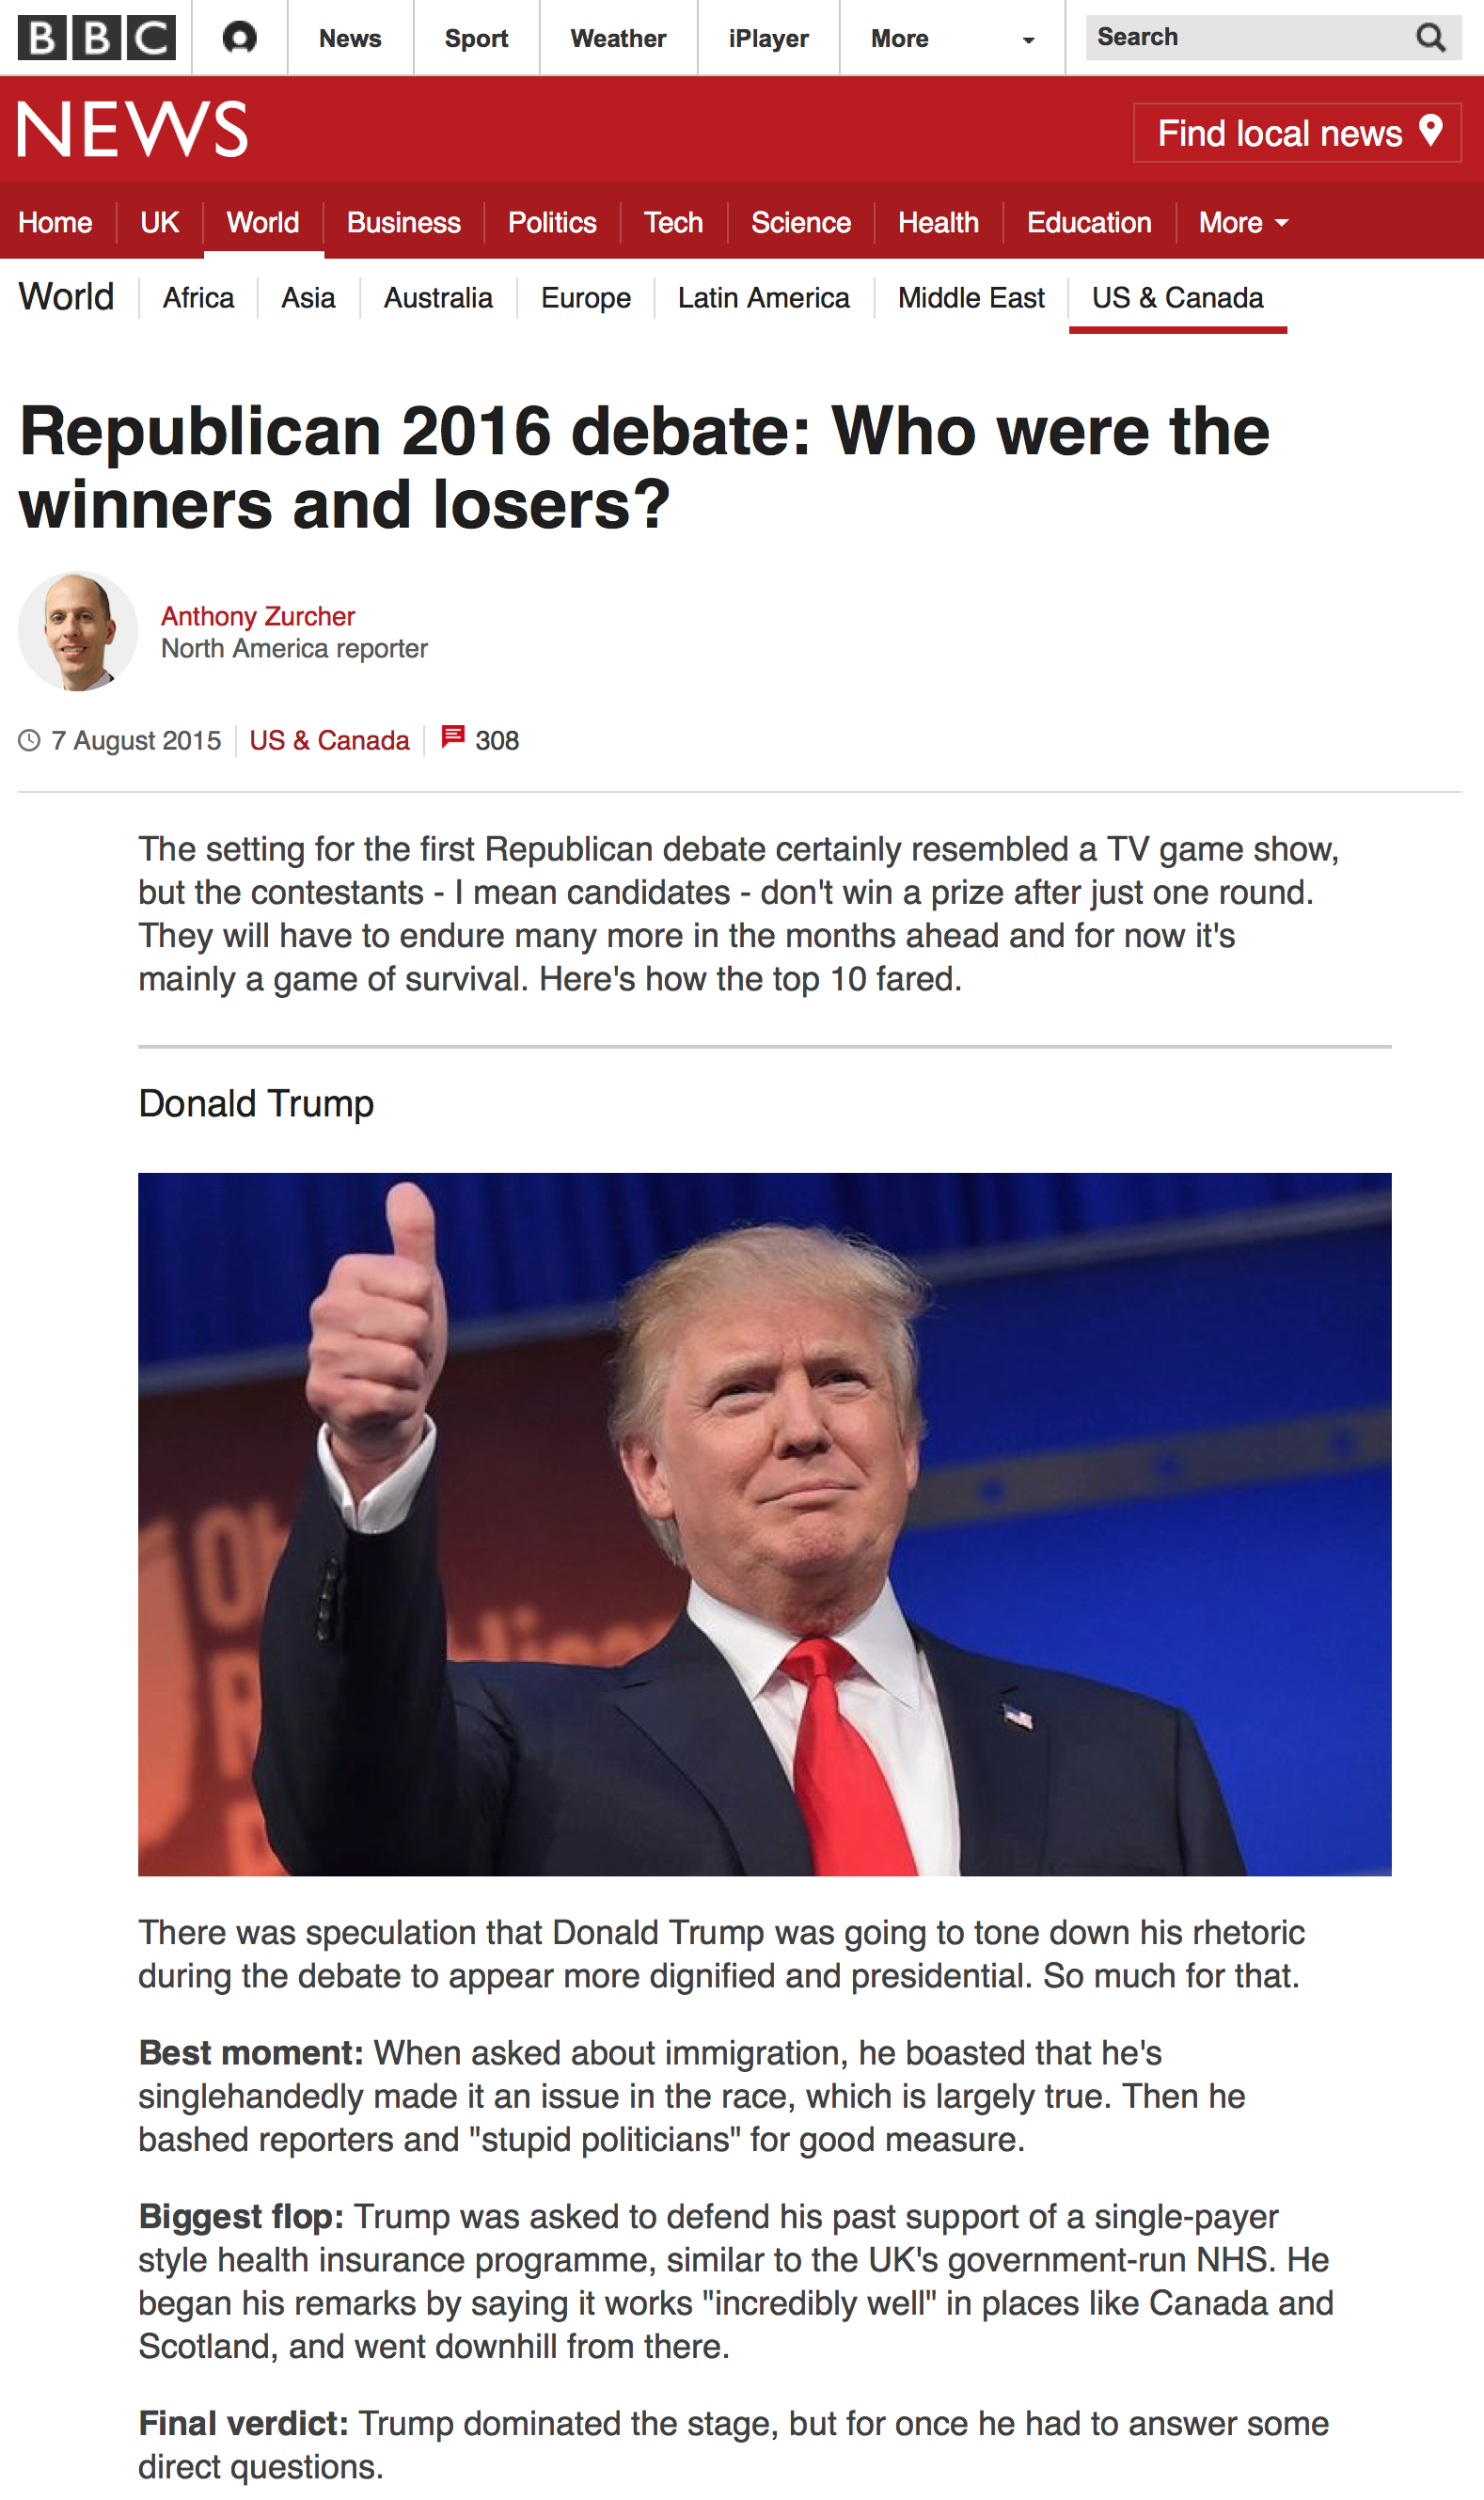 BBC News Sport Weather iPlayer More Search
NEWS Find local news
Home UK World Business Politics Tech Science Health Education More
World Africa Asia Australia Europe Latin America Middle East US & Canada
Republican 2016 debate: Who were the
winners and losers?
Anthony Zurcher
North America reporter
7 August 2015 US & Canada 308
The setting for the first Republican debate certainly resembled a TV game show,
but the contestants - I mean candidates - don't win a prize after just one round.
They will have to endure many more in the months ahead and for now it's
mainly a game of survival. Here's how the top 10 fared.
Donald Trump
There was speculation that Donald Trump was going to tone down his rhetoric
during the debate to appear more dignified and presidential. So much for that.
Best moment: When asked about immigration, he boasted that he's
singlehandedly made it an issue in the race, which is largely true. Then he
bashed reporters and "stupid politicians" for good measure.
Biggest flop: Trump was asked to defend his past support of a single-payer
style health insurance programme, similar to the UK's government-run NHS. He
began his remarks by saying it works "incredibly well" in places like Canada and
Scotland, and went downhill from there.
Final verdict: Trump dominated the stage, but for once he had to answer some
direct questions.